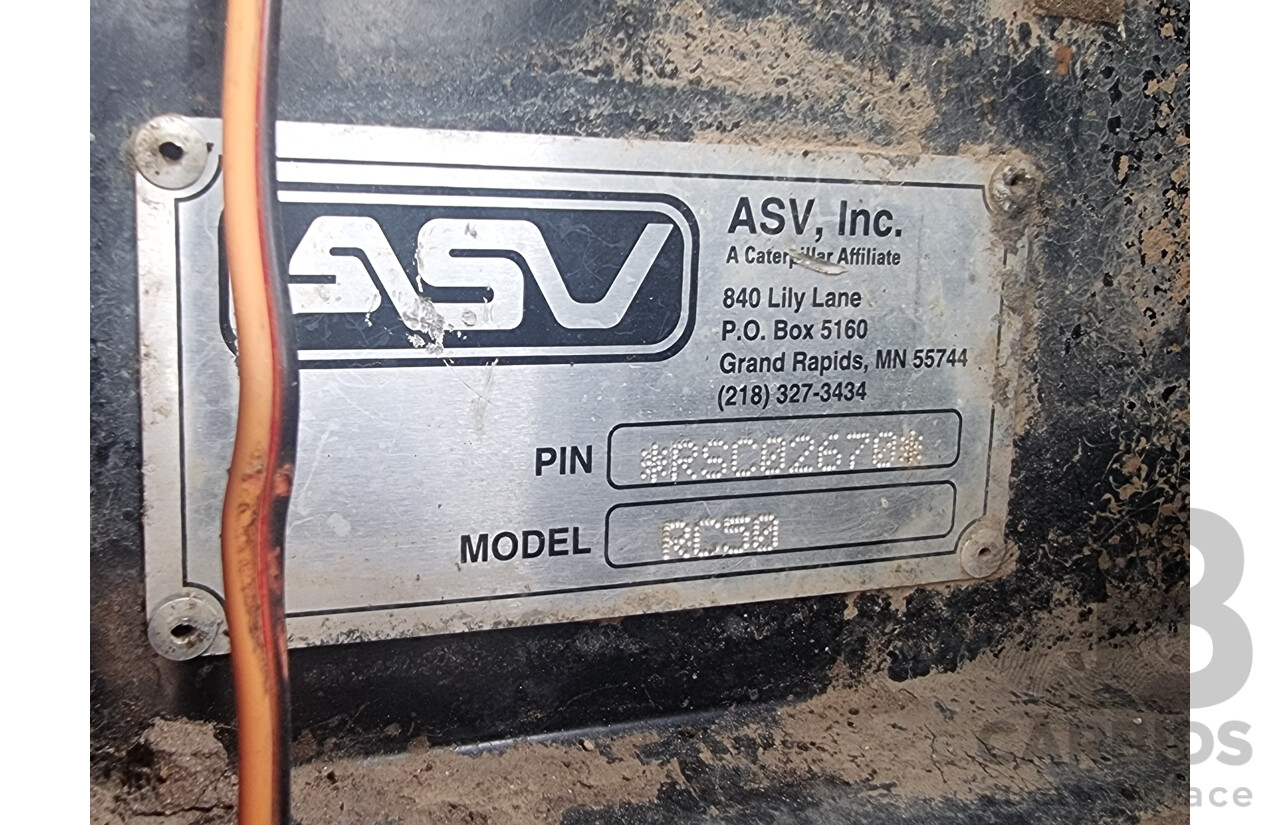 ASV
ASV, Inc.
A Caterpillar Affiliate
840 Lily Lane
P.O. Box 5160
Grand Rapids, MN 55744
(218) 327-3434
PIN *RSC02670*
MODEL RC50